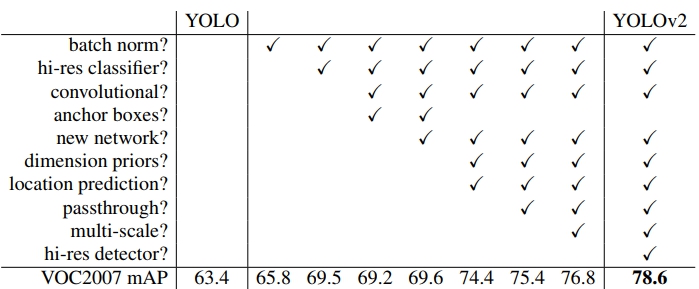 YOLO YOLOv2
batch norm? ✓ ✓ ✓ ✓ ✓ ✓ ✓ ✓
hi-res classifier? ✓ ✓ ✓ ✓ ✓ ✓ ✓
convolutional? ✓ ✓ ✓ ✓ ✓ ✓
anchor boxes? ✓ ✓
new network? ✓ ✓ ✓ ✓ ✓
dimension priors? ✓ ✓ ✓ ✓
location prediction? ✓ ✓ ✓ ✓
passthrough? ✓ ✓ ✓
multi-scale? ✓ ✓
hi-res detector? ✓
VOC2007 mAP 63.4 65.8 69.5 69.2 69.6 74.4 75.4 76.8 78.6